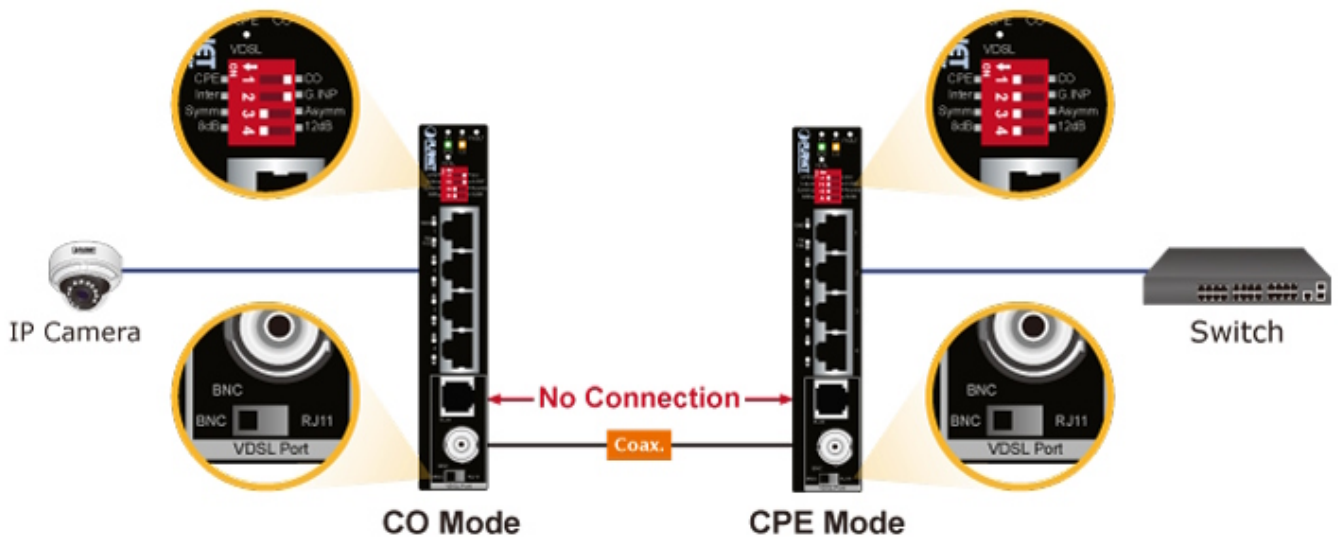 CPE CO
VDSL
ON
CPE 1 CO
Inter 2 G.INP
Symm 3 Asymm
8dB 4 12dB
CPE CO
VDSL
ON
CPE 1 CO
Inter 2 G.INP
Symm 3 Asymm
8dB 4 12dB
PLANET
PLANET
IP Camera
Switch
BNC
BNC RJ11
VDSL Port
BNC
BNC RJ11
VDSL Port
No Connection
Coax.
CO Mode
CPE Mode